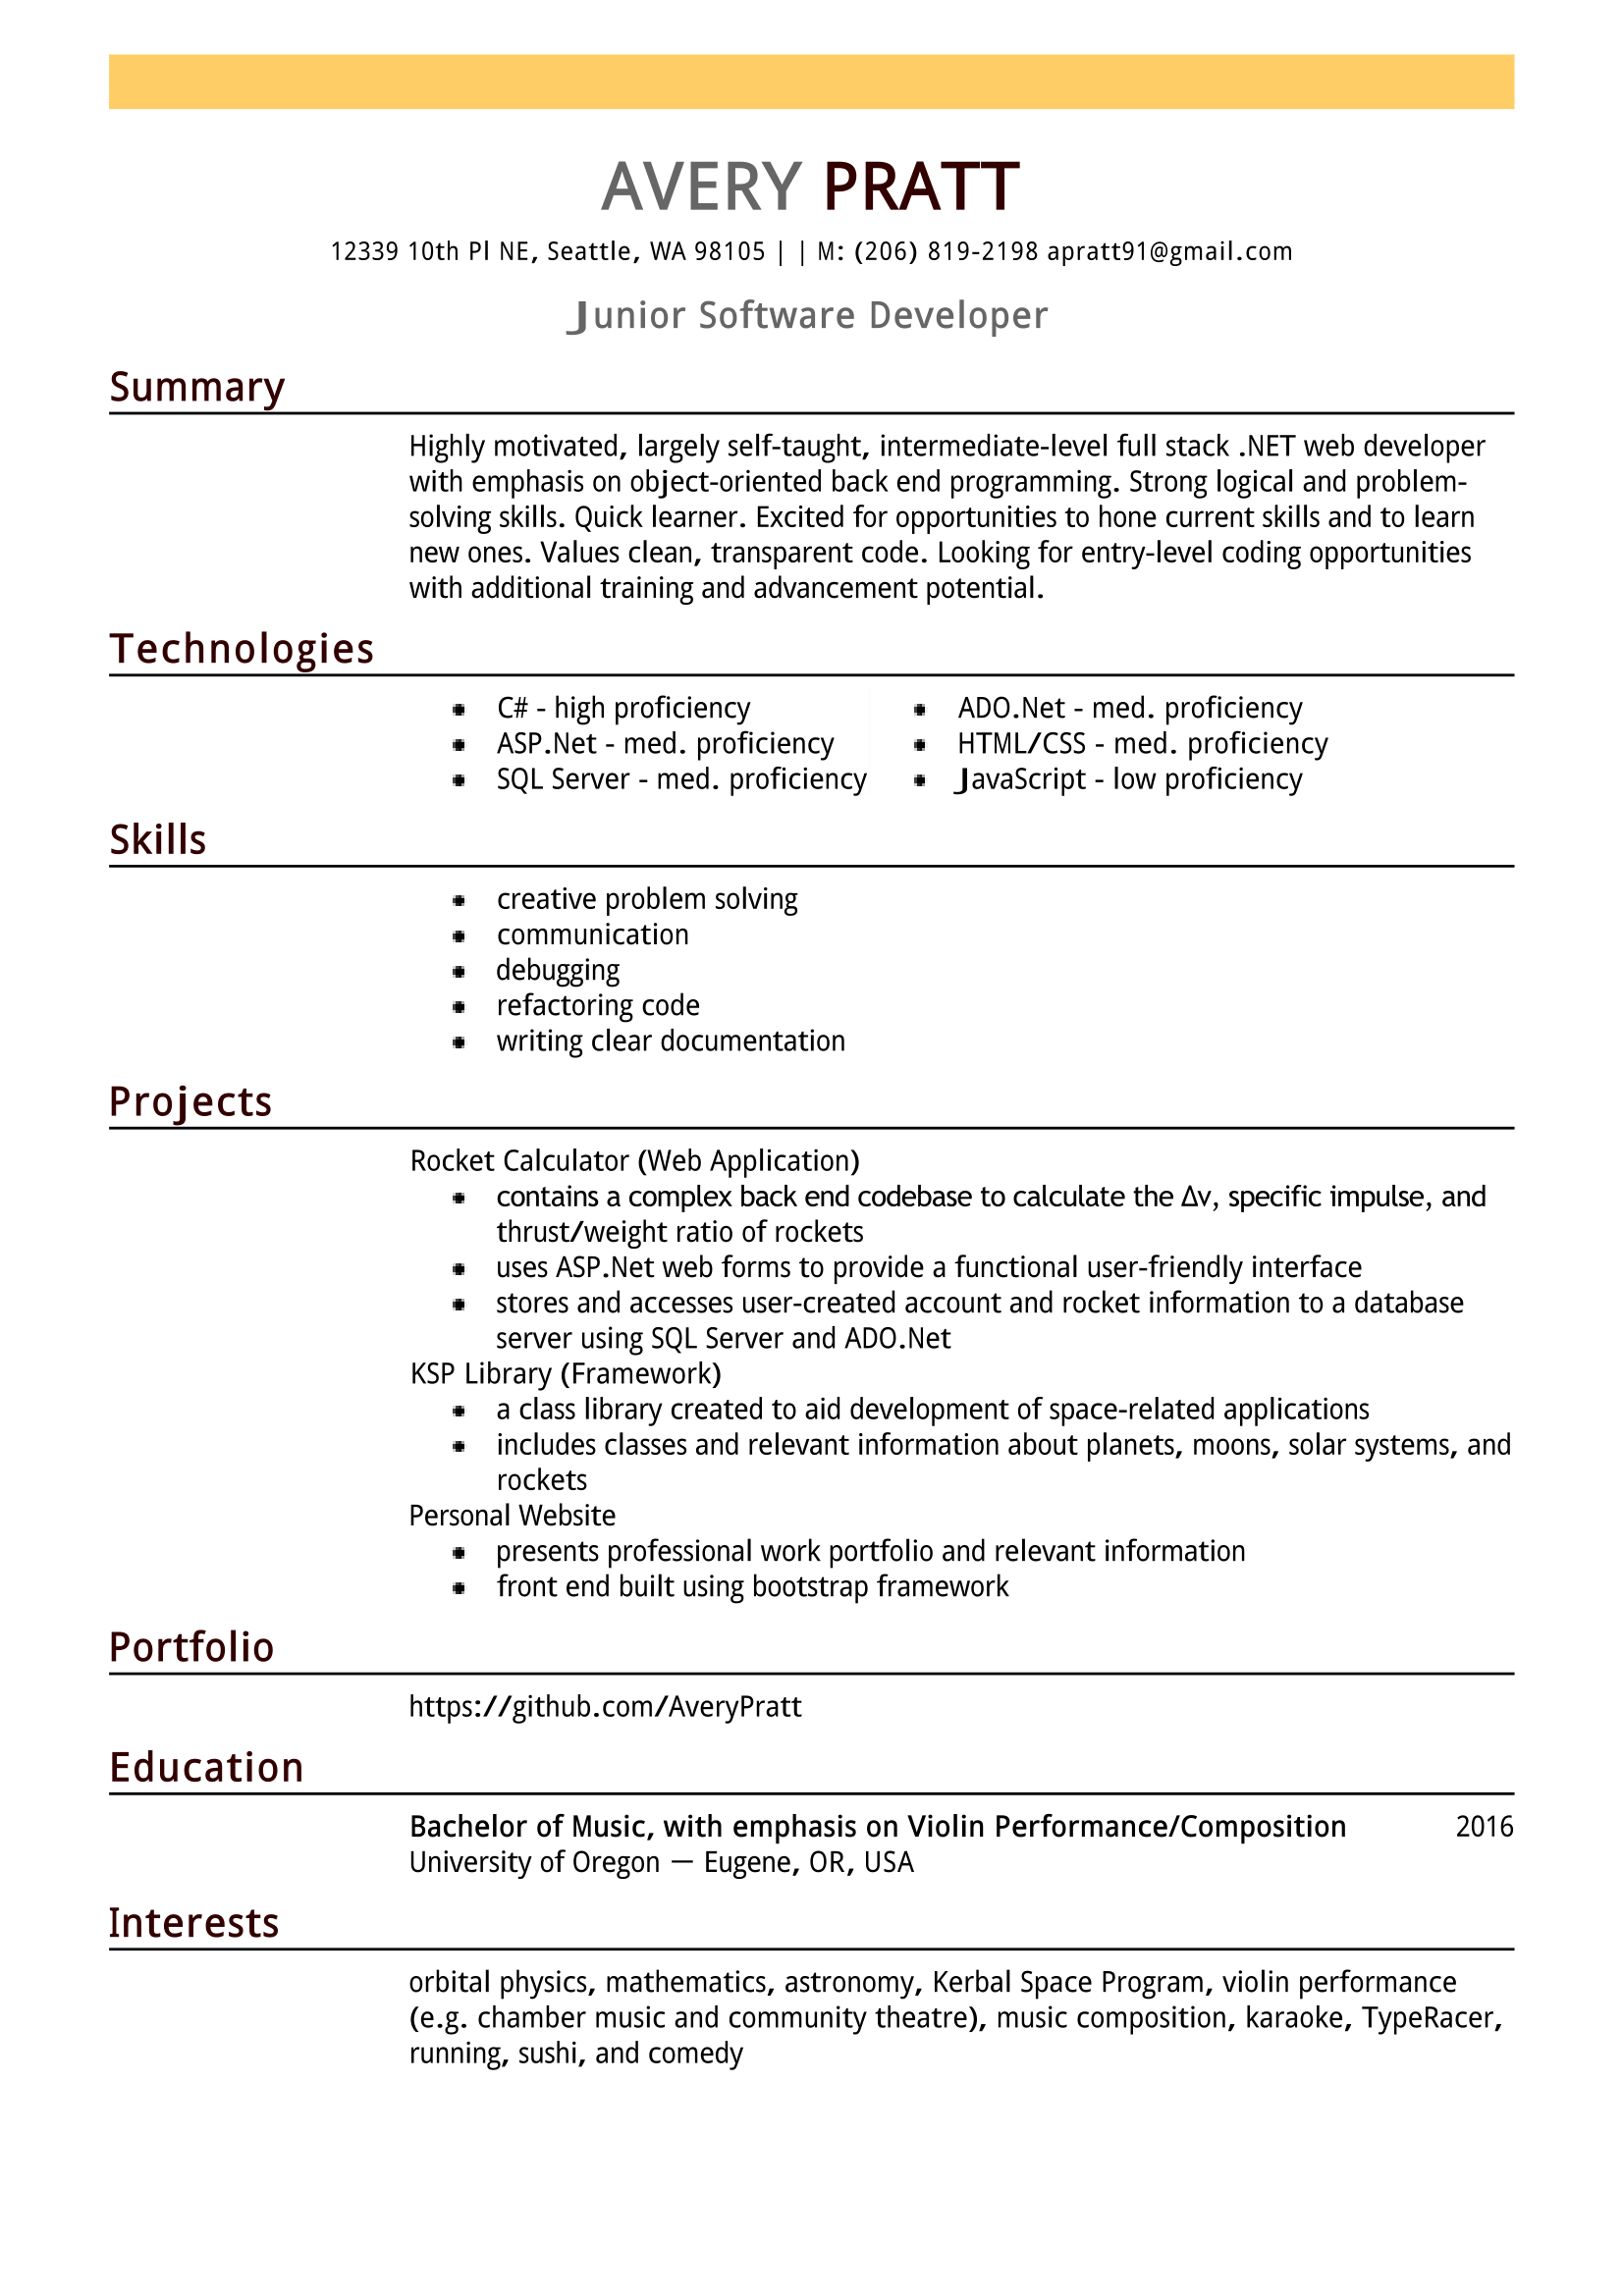 AVERY PRATT
12339 10th Pl NE, Seattle, WA 98105 | | M: (206) 819-2198 apratt91@gmail.com
Junior Software Developer
Summary
Highly motivated, largely self-taught, intermediate-level full stack .NET web developer
with emphasis on object-oriented back end programming. Strong logical and problem-
solving skills. Quick learner. Excited for opportunities to hone current skills and to learn
new ones. Values clean, transparent code. Looking for entry-level coding opportunities
with additional training and advancement potential.
Technologies
• C# - high proficiency
• ASP.Net - med. proficiency
• SQL Server - med. proficiency
• ADO.Net - med. proficiency
• HTML/CSS - med. proficiency
• JavaScript - low proficiency
Skills
• creative problem solving
• communication
• debugging
• refactoring code
• writing clear documentation
Projects
Rocket Calculator (Web Application)
• contains a complex back end codebase to calculate the Δv, specific impulse, and
thrust/weight ratio of rockets
• uses ASP.Net web forms to provide a functional user-friendly interface
• stores and accesses user-created account and rocket information to a database
server using SQL Server and ADO.Net
KSP Library (Framework)
• a class library created to aid development of space-related applications
• includes classes and relevant information about planets, moons, solar systems, and
rockets
Personal Website
• presents professional work portfolio and relevant information
• front end built using bootstrap framework
Portfolio
https://github.com/AveryPratt
Education
Bachelor of Music, with emphasis on Violin Performance/Composition 2016
University of Oregon — Eugene, OR, USA
Interests
orbital physics, mathematics, astronomy, Kerbal Space Program, violin performance
(e.g. chamber music and community theatre), music composition, karaoke, TypeRacer,
running, sushi, and comedy